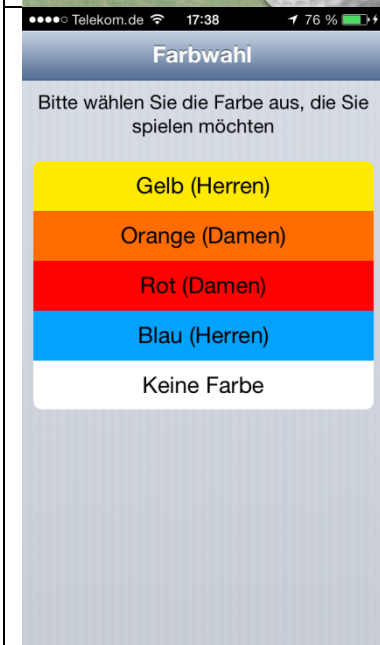 Telekom.de 17:38 76 %
Farbwahl
Bitte wählen Sie die Farbe aus, die Sie
spielen möchten
Gelb (Herren)
Orange (Damen)
Rot (Damen)
Blau (Herren)
Keine Farbe